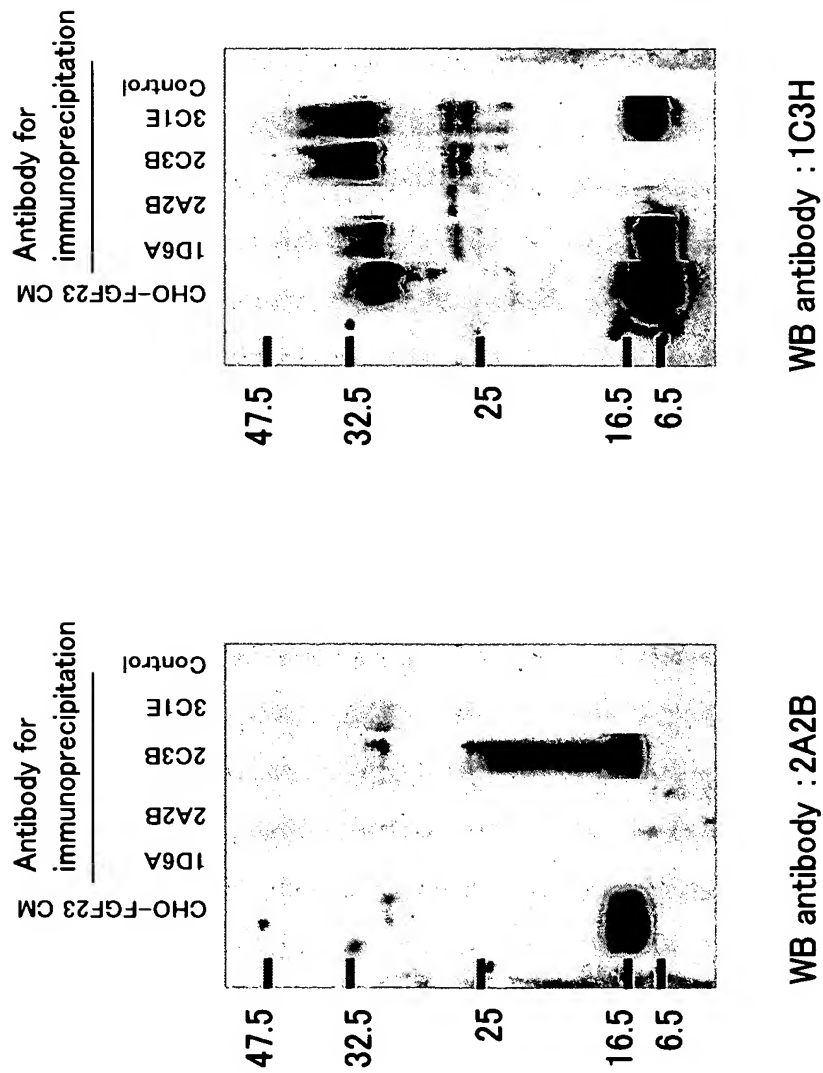 Antibody for
immunoprecipitation
CHO-FGF23 CM
1D6A
2A2B
2C3B
3C1E
Control
47.5
32.5
25
16.5
6.5
WB antibody : 2A2B
Antibody for
immunoprecipitation
CHO-FGF23 CM
1D6A
2A2B
2C3B
3C1E
Control
47.5
32.5
25
16.5
6.5
WB antibody : 1C3H